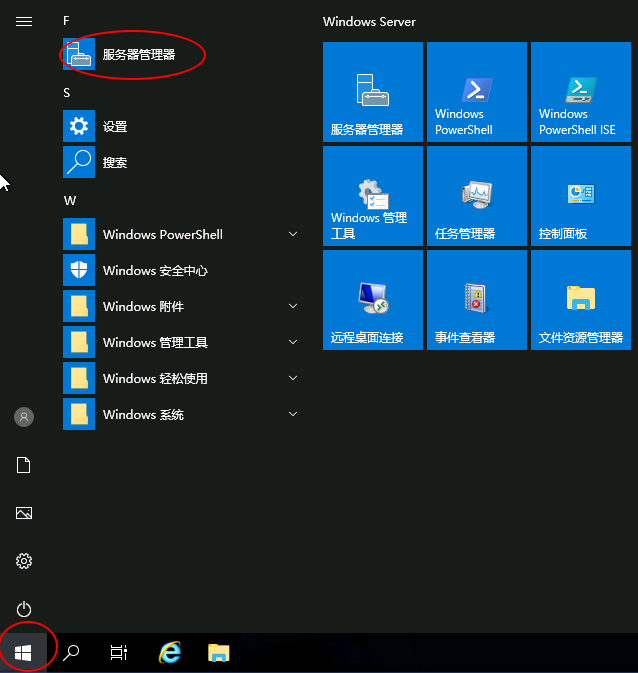 F
服务器管理器
S
设置
搜索
W
Windows PowerShell
Windows 安全中心
Windows 附件
Windows 管理工具
Windows 轻松使用
Windows 系统
Windows Server
服务器管理器
Windows
PowerShell
Windows
PowerShell ISE
Windows 管理
工具
任务管理器
控制面板
远程桌面连接
事件查看器
文件资源管理器